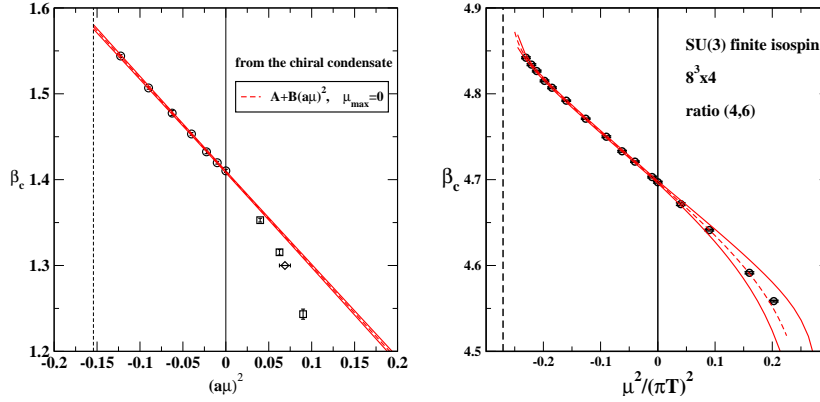 1.6
1.5
1.4
1.3
1.2
βc
-0.2
-0.15
-0.1
-0.05
0
0.05
0.1
0.15
0.2
(aμ)²
from the chiral condensate
A+B(aμ)², μmax=0
4.9
4.8
4.7
4.6
4.5
βc
-0.2
-0.1
0
0.1
0.2
μ²/(πT)²
SU(3) finite isospin
8³x4
ratio (4,6)